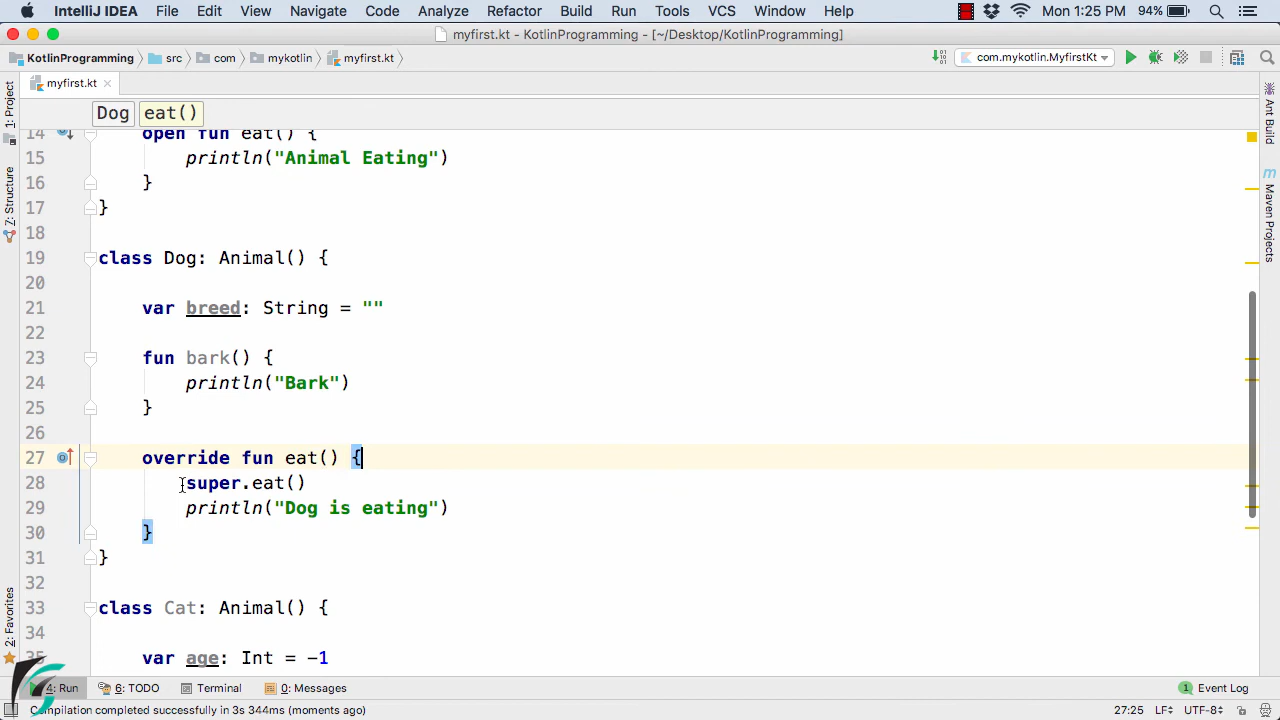 IntelliJ IDEA File Edit View Navigate Code Analyze Refactor Build Run Tools VCS Window Help Mon 1:25 PM 94%
myfirst.kt - KotlinProgramming - [~/Desktop/KotlinProgramming]
KotlinProgramming src com mykotlin myfirst.kt com.mykotlin.MyfirstKt
myfirst.kt
Dog eat()
14 open fun eat() {
15 println("Animal Eating")
16 }
17 }
18
19 class Dog: Animal() {
20
21 var breed: String = ""
22
23 fun bark() {
24 println("Bark")
25 }
26
27 override fun eat() {
28 super.eat()
29 println("Dog is eating")
30 }
31 }
32
33 class Cat: Animal() {
34
35 var age: Int = -1
1: Project
7: Structure
2: Favorites
Ant Build
m
Maven Projects
4: Run 6: TODO Terminal 0: Messages 1 Event Log
Compilation completed successfully in 3s 344ms (moments ago) 27:25 LF UTF-8